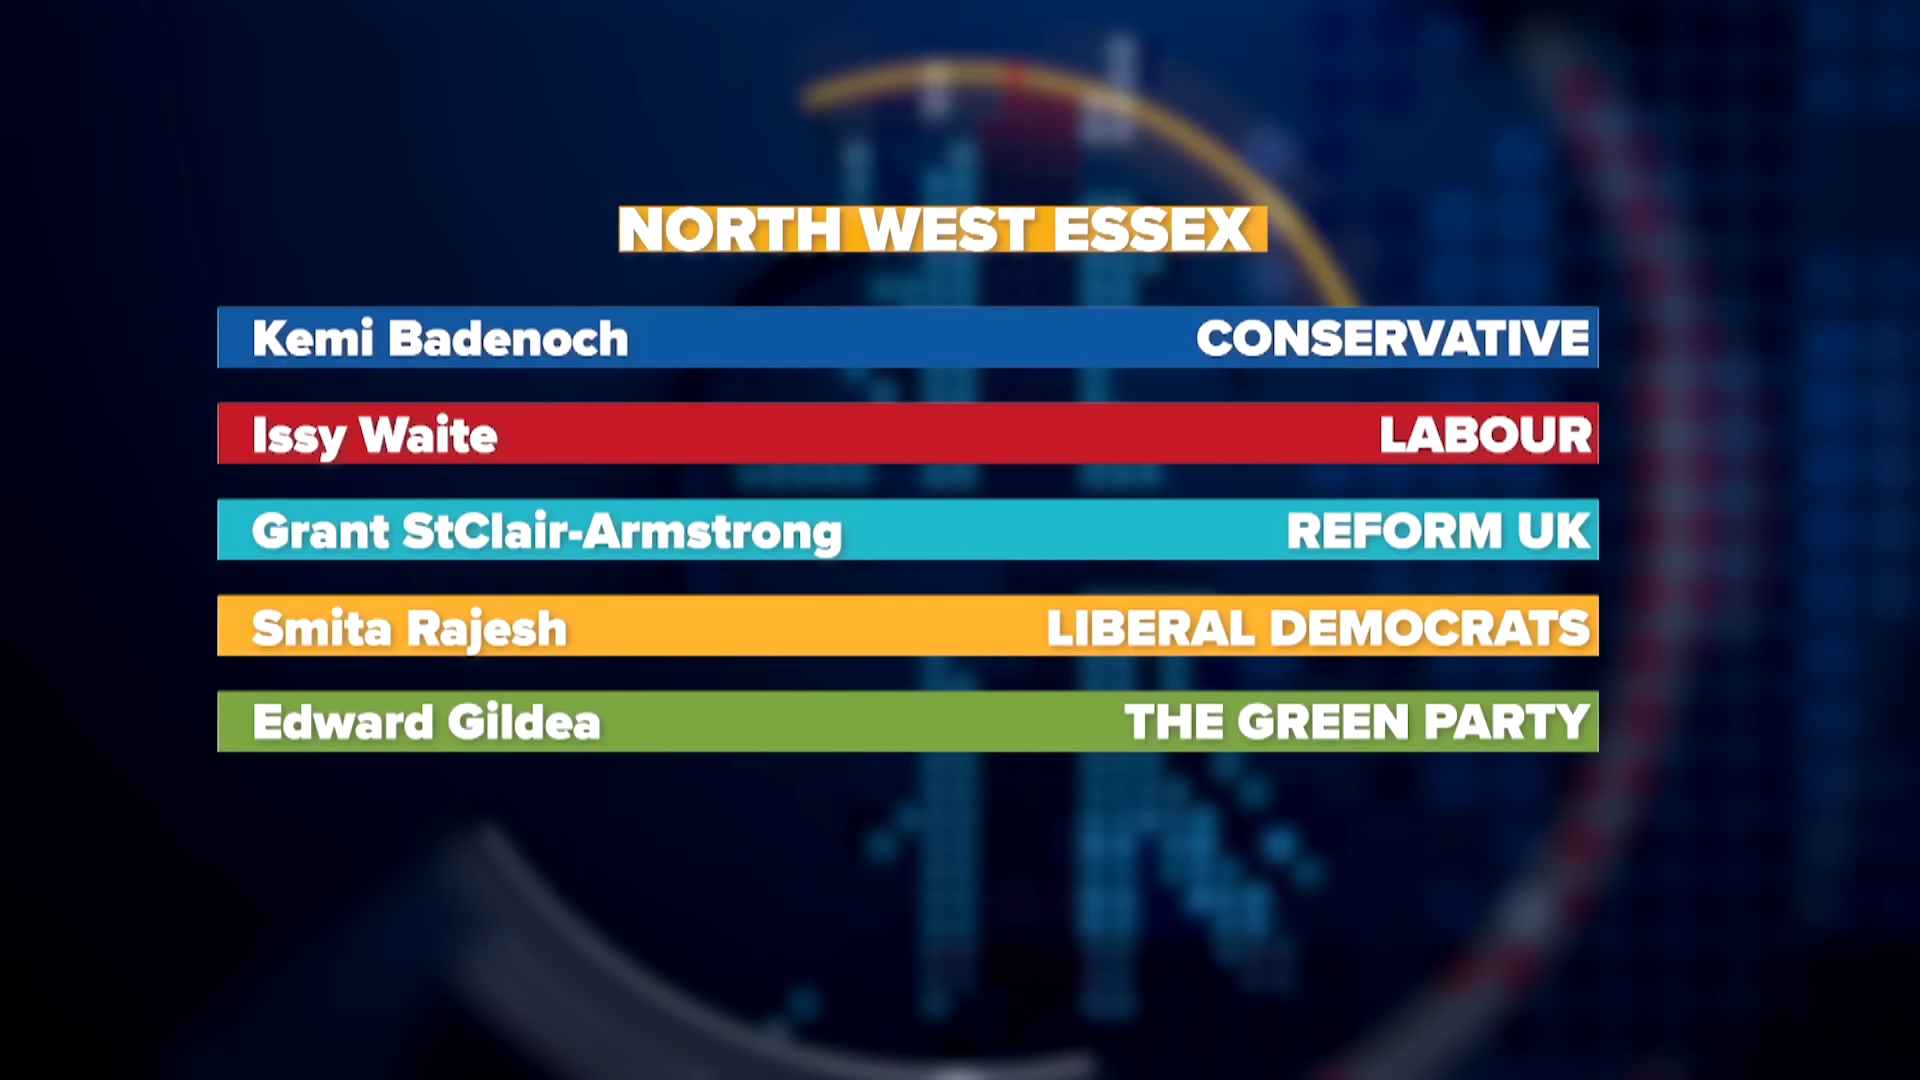 NORTH WEST ESSEX
Kemi Badenoch CONSERVATIVE
Issy Waite LABOUR
Grant StClair-Armstrong REFORM UK
Smita Rajesh LIBERAL DEMOCRATS
Edward Gildea THE GREEN PARTY